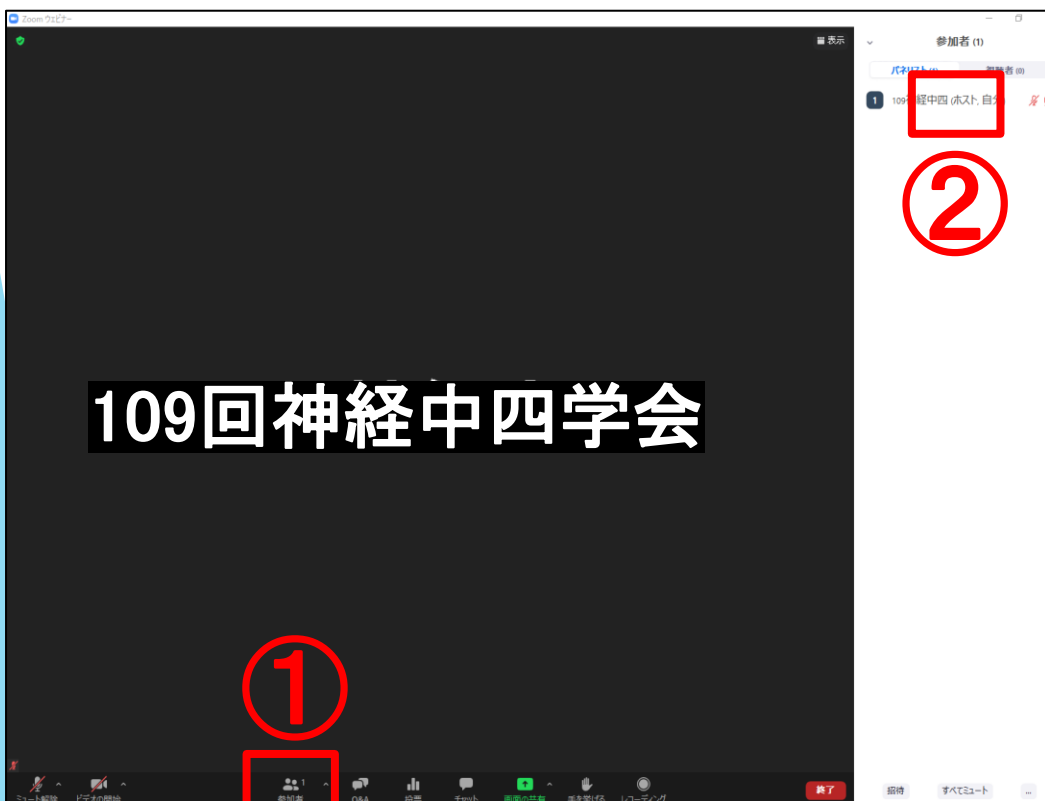 Zoom ウェビナー
表示
参加者 (1)
パネリスト
者 (0)
1
経中四 (ホスト, 自分
②
109回神経中四学会
①
1
ミュート解除
ビデオの開始
参加者
Q&A
投票
チャット
画面の共有
手を挙げる
レコーディング
終了
招待
すべてミュート
...